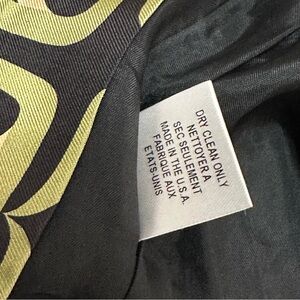 DRY CLEAN ONLY
NETTOYER A
SEC SEULEMENT
MADE IN THE U.S.A.
FABRIQUE AUX
ETATS-UNIS